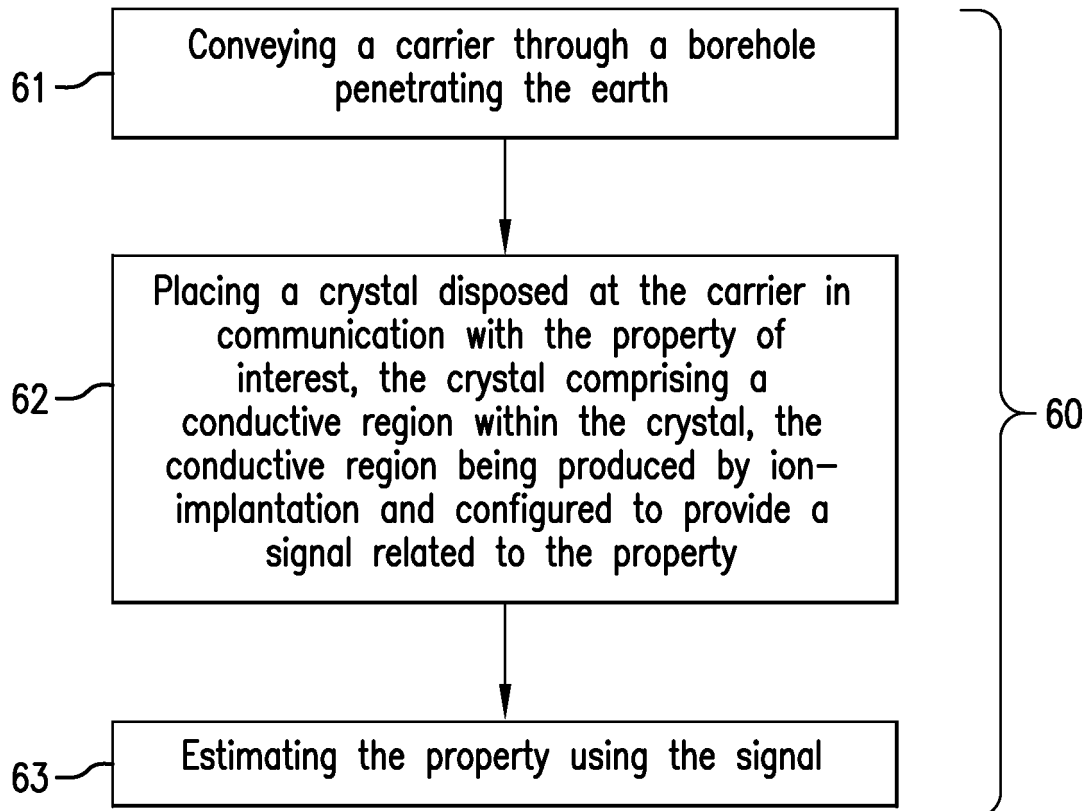 Conveying a carrier through a borehole
penetrating the earth
61
Placing a crystal disposed at the carrier in
communication with the property of
interest, the crystal comprising a
conductive region within the crystal, the
conductive region being produced by ion–
implantation and configured to provide a
signal related to the property
62
60
Estimating the property using the signal
63